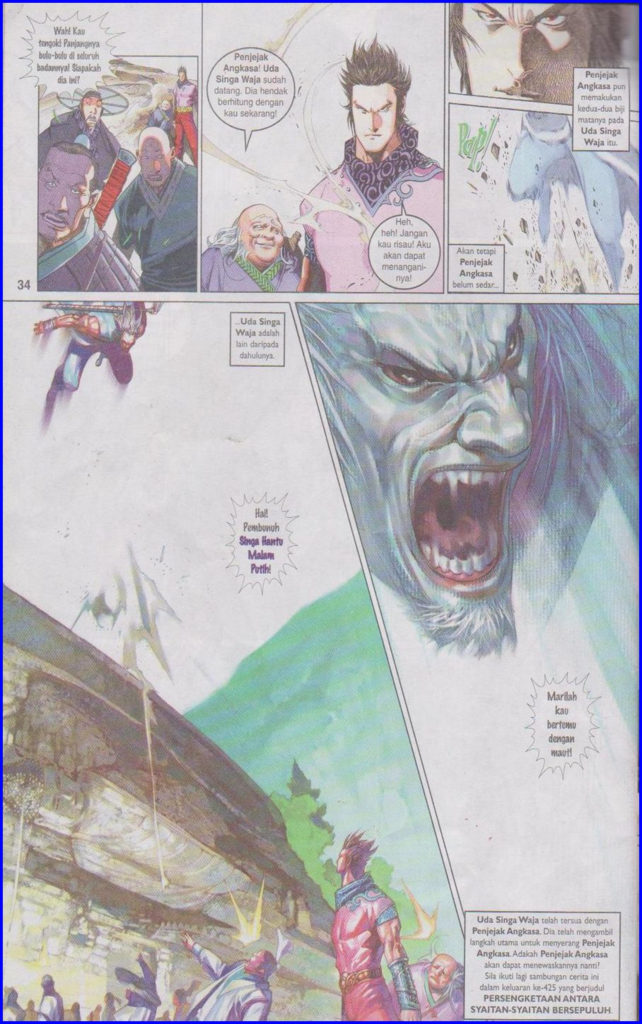 Wah! Kau
tengok! Panjangnya
bulu-bulu di seluruh
badannya! Siapakah
dia ini?
Penjejak
Angkasa! Uda
Singa Waja sudah
datang. Dia hendak
berhitung dengan
kau sekarang!
Heh,
heh! Jangan
kau risau! Aku
akan dapat
menangani-
nya!
Penjejak
Angkasa pun
memakukan
kedua-dua biji
matanya pada
Uda Singa
Waja itu.
Pap!
Akan tetapi
Penjejak
Angkasa
belum sedar...
34
...Uda Singa
Waja adalah
lain daripada
dahulunya.
Hai!
Pembunuh
Singa Hantu
Malam
Putih!
Marilah
kau
bertemu
dengan
maut!
Uda Singa Waja telah tersua dengan
Penjejak Angkasa. Dia telah mengambil
langkah utama untuk menyerang Penjejak
Angkasa. Adakah Penjejak Angkasa
akan dapat menewaskannya nanti?
Sila ikuti lagi sambungan cerita ini
dalam keluaran ke-425 yang berjudul
PERSENGKETAAN ANTARA
SYAITAN-SYAITAN BERSEPULUH.